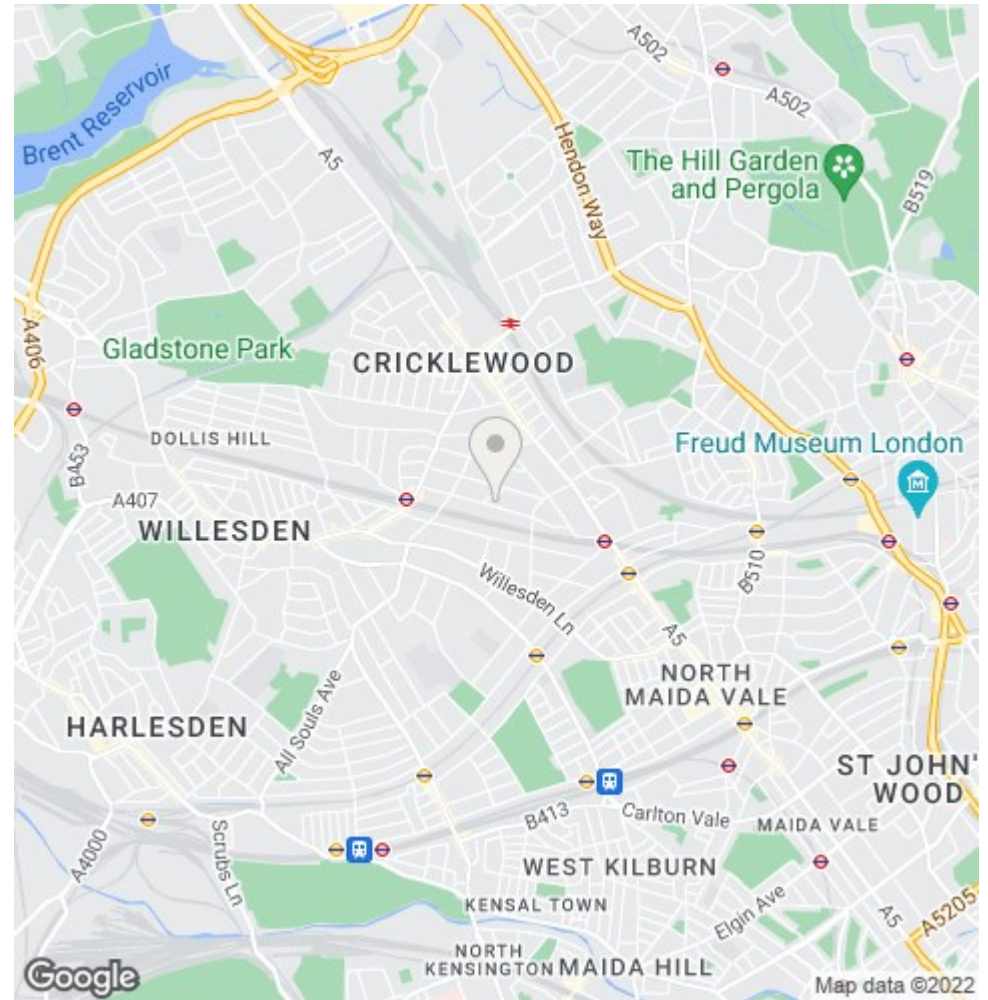 A502
A502
Brent Reservoir
A5
Hendon Way
The Hill Garden
and Pergola
B519
A406
Gladstone Park
CRICKLEWOOD
DOLLIS HILL
B453
Freud Museum London
M
A407
WILLESDEN
B510
Willesden Ln
A5
NORTH
MAIDA VALE
All Souls Ave
HARLESDEN
ST JOHN'
WOOD
B413
Carlton Vale
MAIDA VALE
A4000
Scrubs Ln
WEST KILBURN
KENSAL TOWN
Elgin Ave
A5
A5205
NORTH
KENSINGTON
MAIDA HILL
Google
Map data ©2022